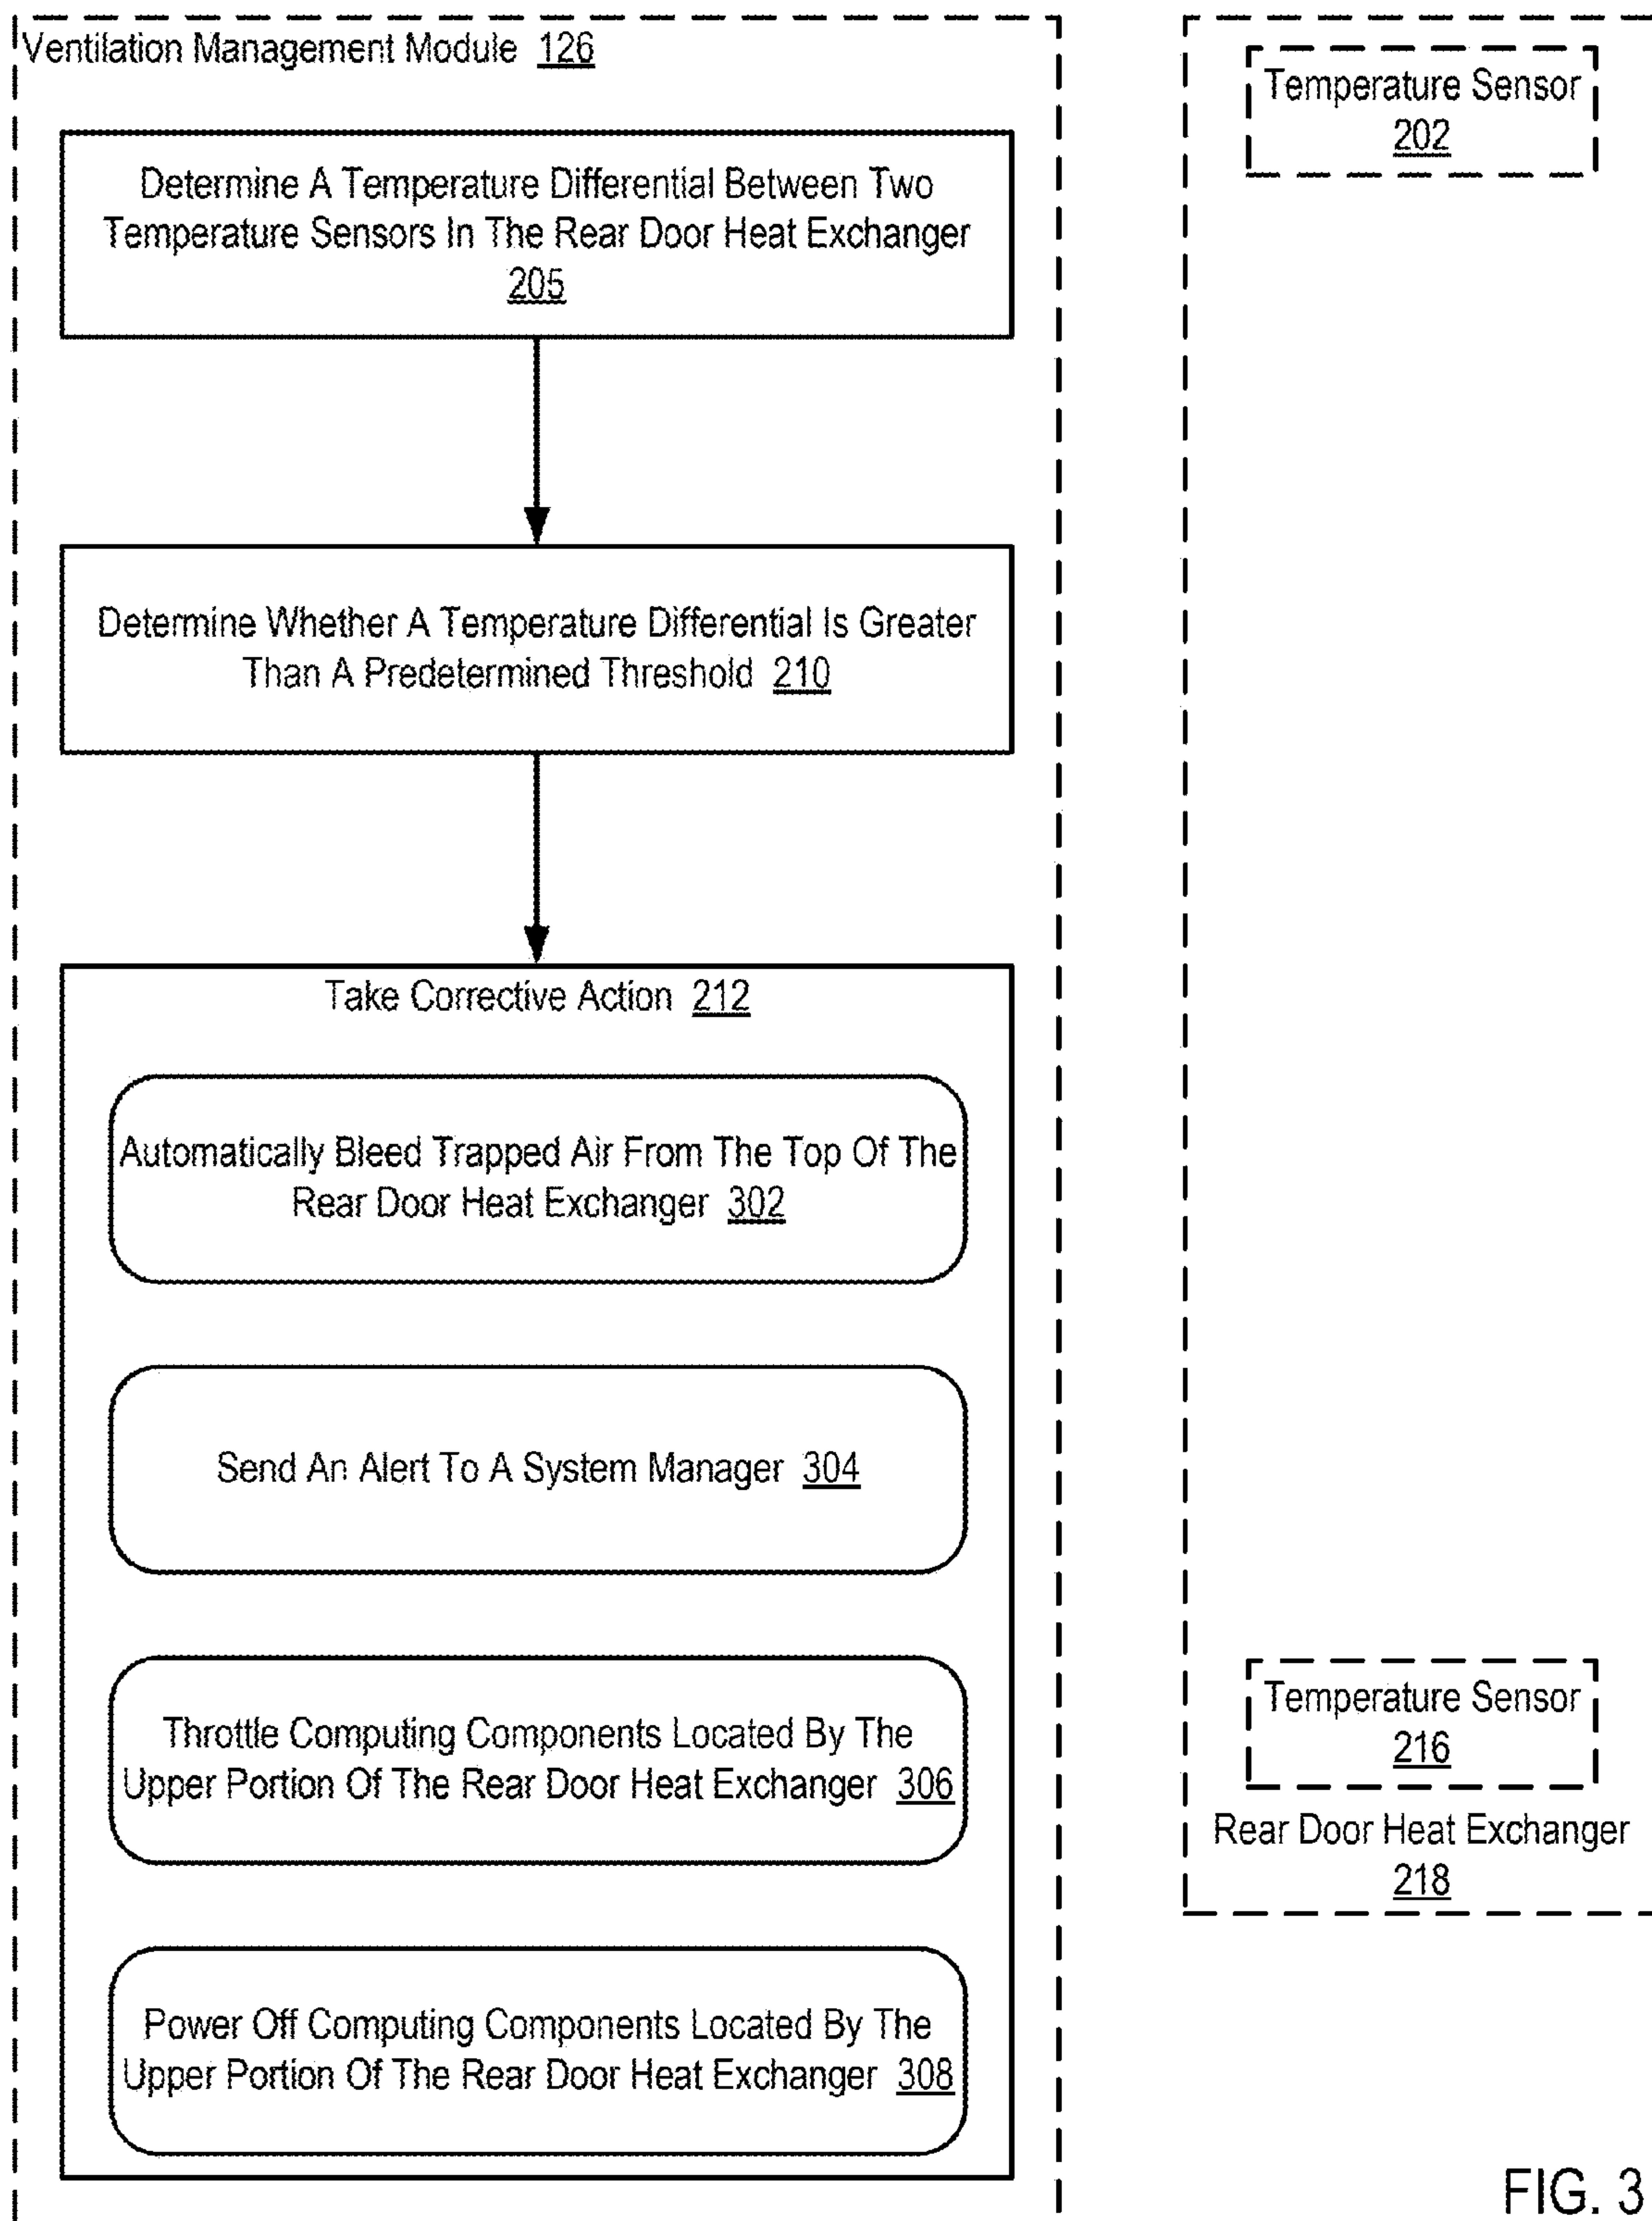 Ventilation Management Module 126
Determine A Temperature Differential Between Two
Temperature Sensors In The Rear Door Heat Exchanger
205
Determine Whether A Temperature Differential Is Greater
Than A Predetermined Threshold 210
Take Corrective Action 212
Automatically Bleed Trapped Air From The Top Of The
Rear Door Heat Exchanger 302
Send An Alert To A System Manager 304
Throttle Computing Components Located By The
Upper Portion Of The Rear Door Heat Exchanger 306
Power Off Computing Components Located By The
Upper Portion Of The Rear Door Heat Exchanger 308
Temperature Sensor
202
Temperature Sensor
216
Rear Door Heat Exchanger
218
FIG. 3